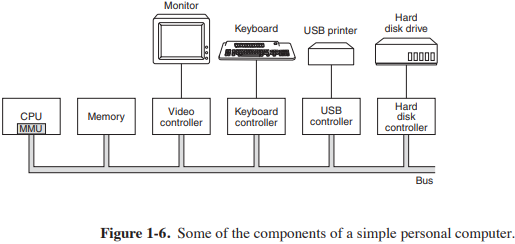 Monitor
Keyboard
USB printer
Hard
disk drive
CPU
MMU
Memory
Video
controller
Keyboard
controller
USB
controller
Hard
disk
controller
Bus
Figure 1-6. Some of the components of a simple personal computer.